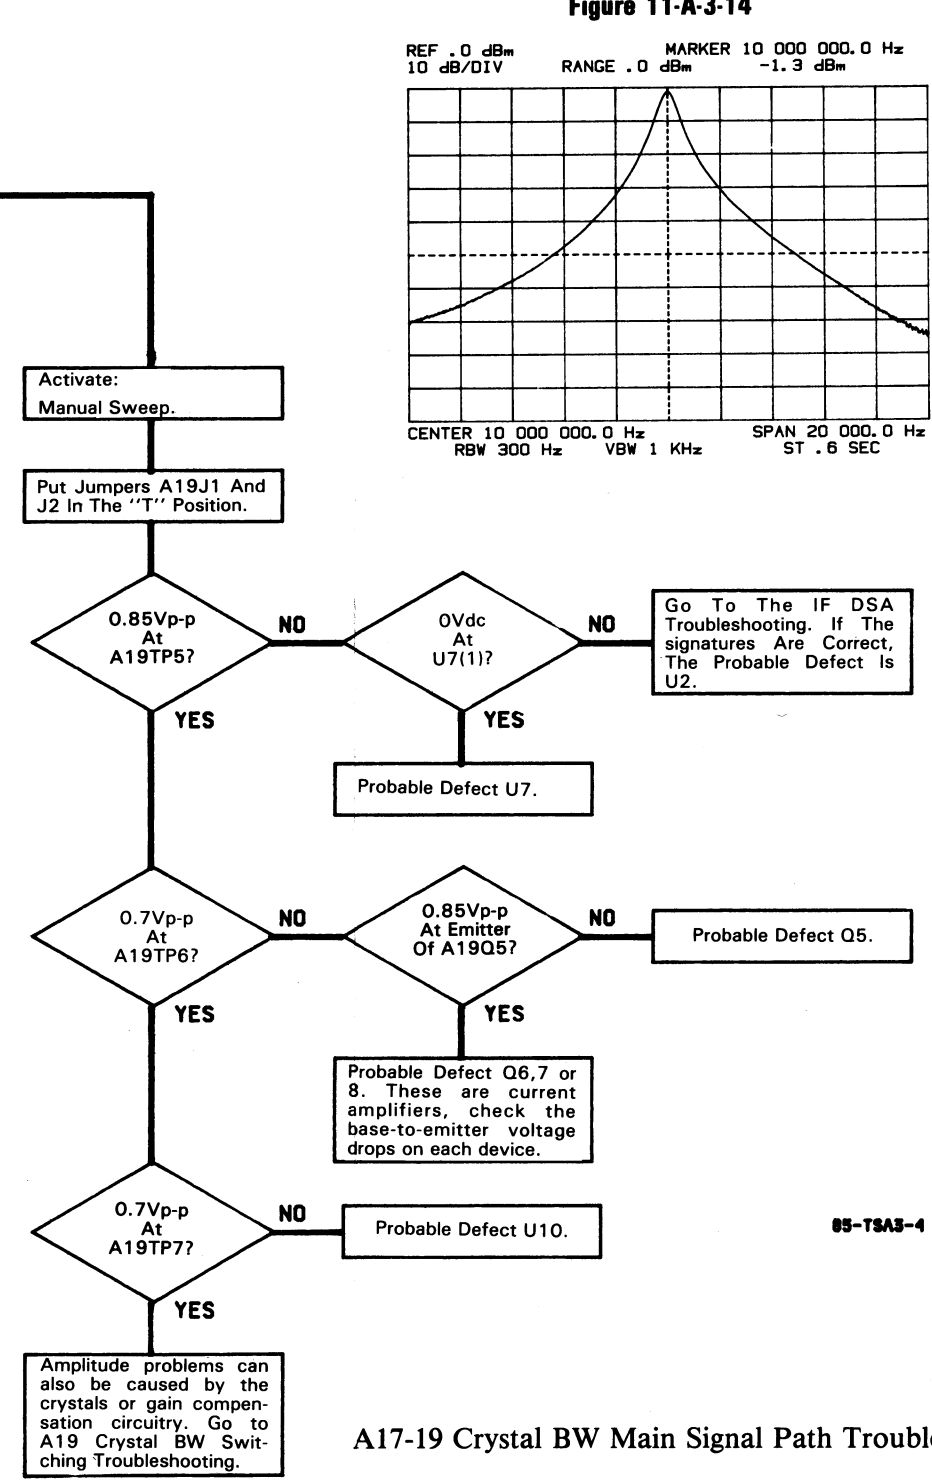 Figure 11-A-3-14
REF .0 dBm
10 dB/DIV
RANGE .0 dBm
MARKER 10 000 000.0 Hz
-1.3 dBm
CENTER 10 000 000.0 Hz
SPAN 20 000.0 Hz
RBW 300 Hz
VBW 1 KHz
ST .6 SEC
Activate:
Manual Sweep.
Put Jumpers A19J1 And
J2 In The "T" Position.
0.85Vp-p
At
A19TP5?
NO
0Vdc
At
U7(1)?
NO
Go To The IF DSA
Troubleshooting. If The
signatures Are Correct,
The Probable Defect Is
U2.
YES
YES
Probable Defect U7.
0.7Vp-p
At
A19TP6?
NO
0.85Vp-p
At Emitter
Of A19Q5?
NO
Probable Defect Q5.
YES
YES
Probable Defect Q6,7 or
8. These are current
amplifiers, check the
base-to-emitter voltage
drops on each device.
0.7Vp-p
At
A19TP7?
NO
Probable Defect U10.
85-TSA3-4
YES
Amplitude problems can
also be caused by the
crystals or gain compen-
sation circuitry. Go to
A19 Crystal BW Swit-
ching Troubleshooting.
A17-19 Crystal BW Main Signal Path